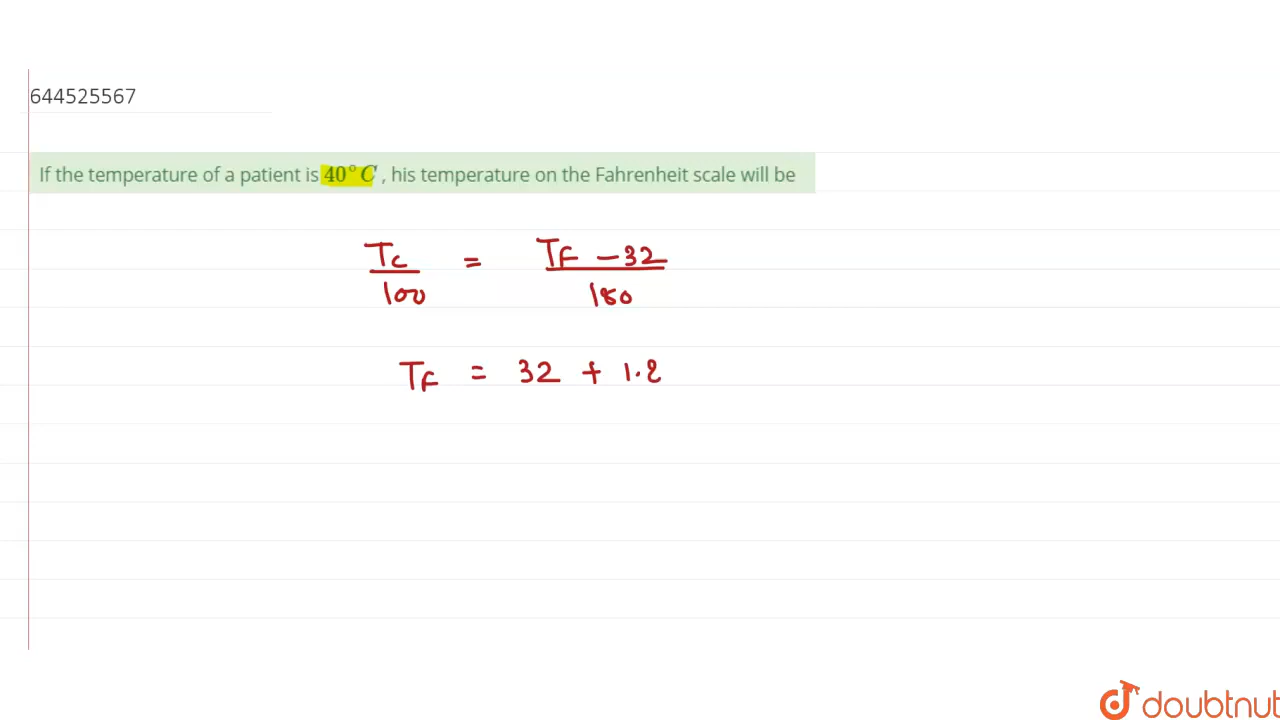 644525567
If the temperature of a patient is 40°C , his temperature on the Fahrenheit scale will be
Tc/100 = TF - 32/180
TF = 32 + 1.8
doubtnut